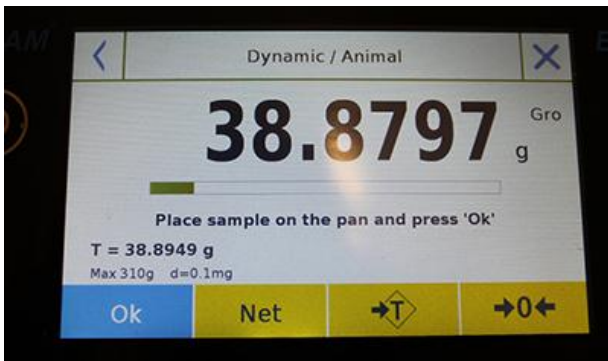 AM
Dynamic / Animal
38.8797 g Gro
Place sample on the pan and press 'Ok'
T = 38.8949 g
Max 310g d=0.1mg
Ok Net →T →0←